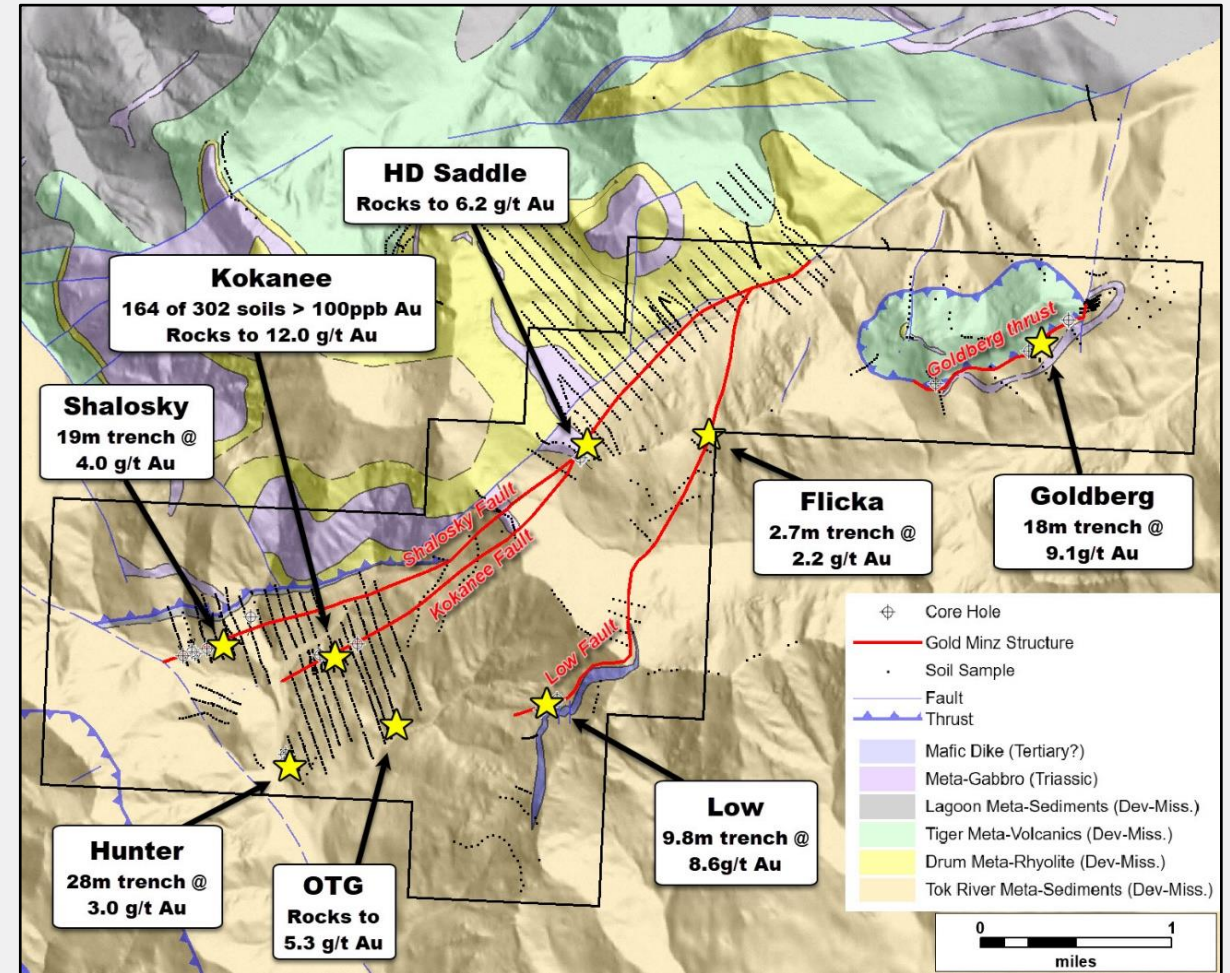 HD Saddle
Rocks to 6.2 g/t Au
Kokanee
164 of 302 soils > 100ppb Au
Rocks to 12.0 g/t Au
Shalosky
19m trench @
4.0 g/t Au
Goldberg thrust
Shalosky Fault
Kokanee Fault
Low Fault
Flicka
2.7m trench @
2.2 g/t Au
Goldberg
18m trench @
9.1g/t Au
Hunter
28m trench @
3.0 g/t Au
OTG
Rocks to
5.3 g/t Au
Low
9.8m trench @
8.6g/t Au
Core Hole
Gold Minz Structure
Soil Sample
Fault
Thrust
Mafic Dike (Tertiary?)
Meta-Gabbro (Triassic)
Lagoon Meta-Sediments (Dev-Miss.)
Tiger Meta-Volcanics (Dev-Miss.)
Drum Meta-Rhyolite (Dev-Miss.)
Tok River Meta-Sediments (Dev-Miss.)
0 1
miles